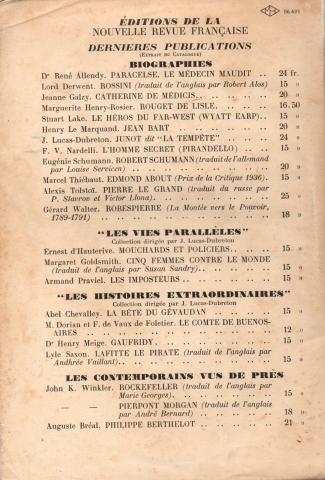 ÉDITIONS DE LA
NOUVELLE REVUE FRANÇAISE
06.695
DERNIERES PUBLICATIONS
(EXTRAIT DU CATALOGUE)
BIOGRAPHIES
Dr René Allendy. PARACELSE, LE MÉDECIN MAUDIT .. 24 fr.
Lord Derwent. ROSSINI (traduit de l'anglais par Robert Alos) 15 »
Jeanne Galzy. CATHERINE DE MÉDICIS.. .. .. .. .. 20 »
Marguerite Henry-Rosier. ROUGET DE LISLE.. .. .. .. 16.50
Stuart Lake. LE HÉROS DU FAR-WEST (WYATT EARP).. 15 »
Henry Le Marquand. JEAN BART .. .. .. .. .. .. 20 »
J. Lucas-Dubreton. JUNOT dit "LA TEMPÊTE" .. .. .. 24 »
F. V. Nardelli. L'HOMME SECRET (PIRANDELLO) .. .. 15 »
Eugénie Schumann. ROBERT SCHUMANN (traduit de l'allemand
par Louise Servicen) .. .. .. .. .. .. .. .. 20 »
Marcel Thiébaut. EDMOND ABOUT (Prix de la Critique 1936).. 15 »
Alexis Tolstoï. PIERRE LE GRAND (traduit du russe par
P. Stavrov et Victor Llona).. .. .. .. .. .. .. 25 »
Gérard Walter. ROBESPIERRE (La Montée vers le Pouvoir,
1789-1791) .. .. .. .. .. .. .. .. .. 18 »
"LES VIES PARALLÈLES"
Collection dirigée par J. Lucas-Dubreton
Ernest d'Hauterive. MOUCHARDS ET POLICIERS.. .. .. 15 »
Margaret Goldsmith. CINQ FEMMES CONTRE LE MONDE
(traduit de l'anglais par Suzan Sandry).. .. .. .. .. 15 »
Armand Praviel. LES IMPOSTEURS .. .. .. .. .. .. 15 »
"LES HISTOIRES EXTRAORDINAIRES"
Collection dirigée par J. Lucas-Dubreton
Abel Chevalley. LA BÊTE DU GÉVAUDAN .. .. .. .. 15 »
M. Dorian et F. de Vaux de Foletier. LE COMTE DE BUENOS-
AIRES.. .. .. .. .. .. .. .. .. .. .. 12 »
Dr Henry Meige. GAUFRIDY.. .. .. .. .. .. .. 15 »
Lyle Saxon. LAFITTE LE PIRATE (traduit de l'anglais par
Andhrée Vaillant).. .. .. .. .. .. .. .. .. 15 »
LES CONTEMPORAINS VUS DE PRÈS
John K. Winkler. ROCKEFELLER (traduit de l'anglais par
Marie Georges).. .. .. .. .. .. .. 15 »
— — PIERPONT MORGAN (traduit de l'anglais
par André Bernard) .. .. .. .. .. 18 »
Auguste Bréal. PHILIPPE BERTHELOT .. .. .. .. .. 21 »